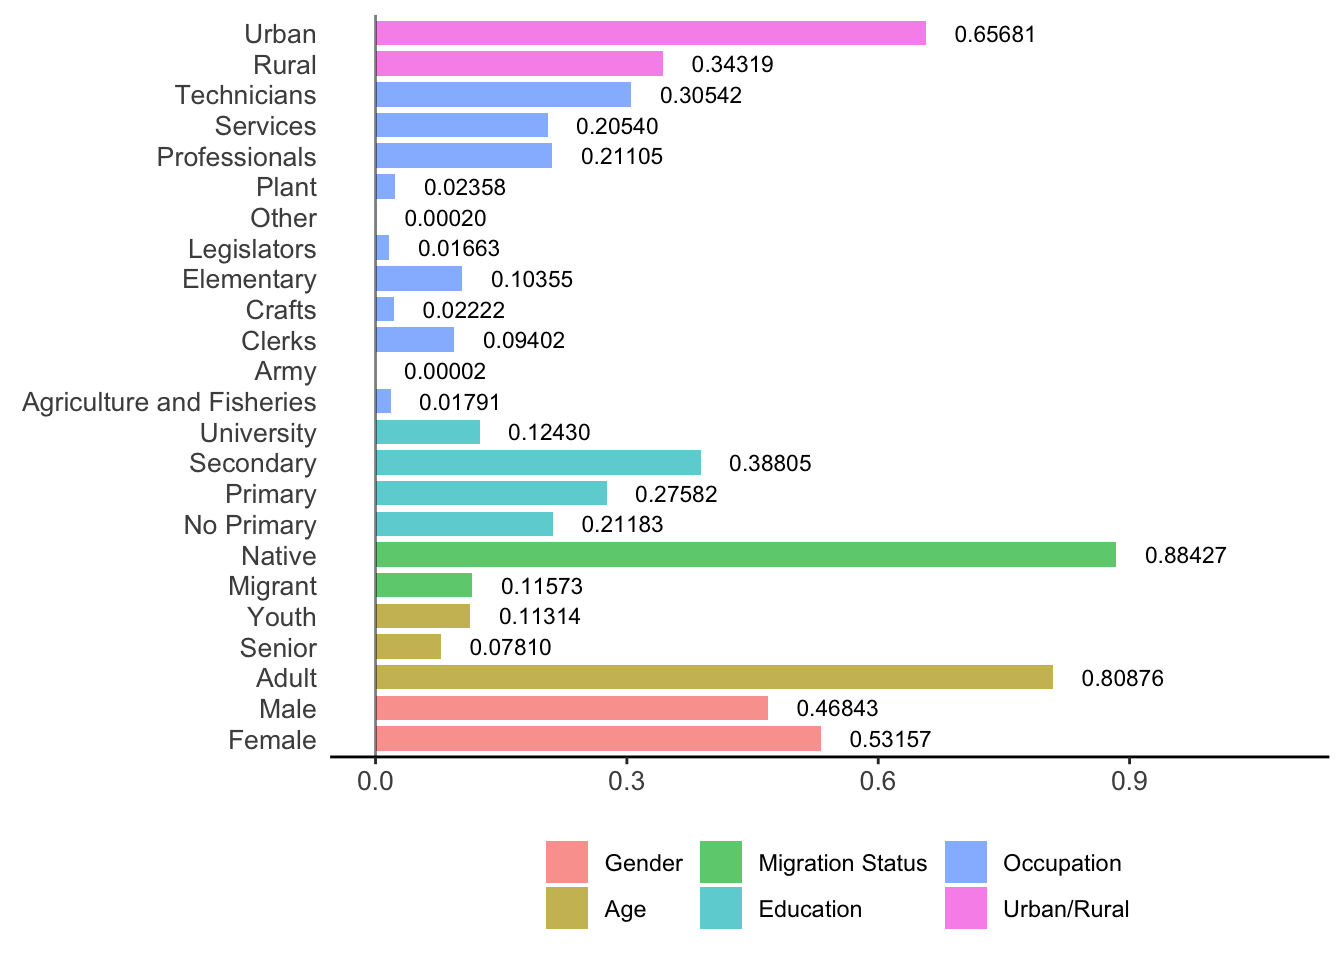 Urban 0.65681
Rural 0.34319
Technicians 0.30542
Services 0.20540
Professionals 0.21105
Plant 0.02358
Other 0.00020
Legislators 0.01663
Elementary 0.10355
Crafts 0.02222
Clerks 0.09402
Army 0.00002
Agriculture and Fisheries 0.01791
University 0.12430
Secondary 0.38805
Primary 0.27582
No Primary 0.21183
Native 0.88427
Migrant 0.11573
Youth 0.11314
Senior 0.07810
Adult 0.80876
Male 0.46843
Female 0.53157
0.0 0.3 0.6 0.9
Gender Migration Status Occupation
Age Education Urban/Rural